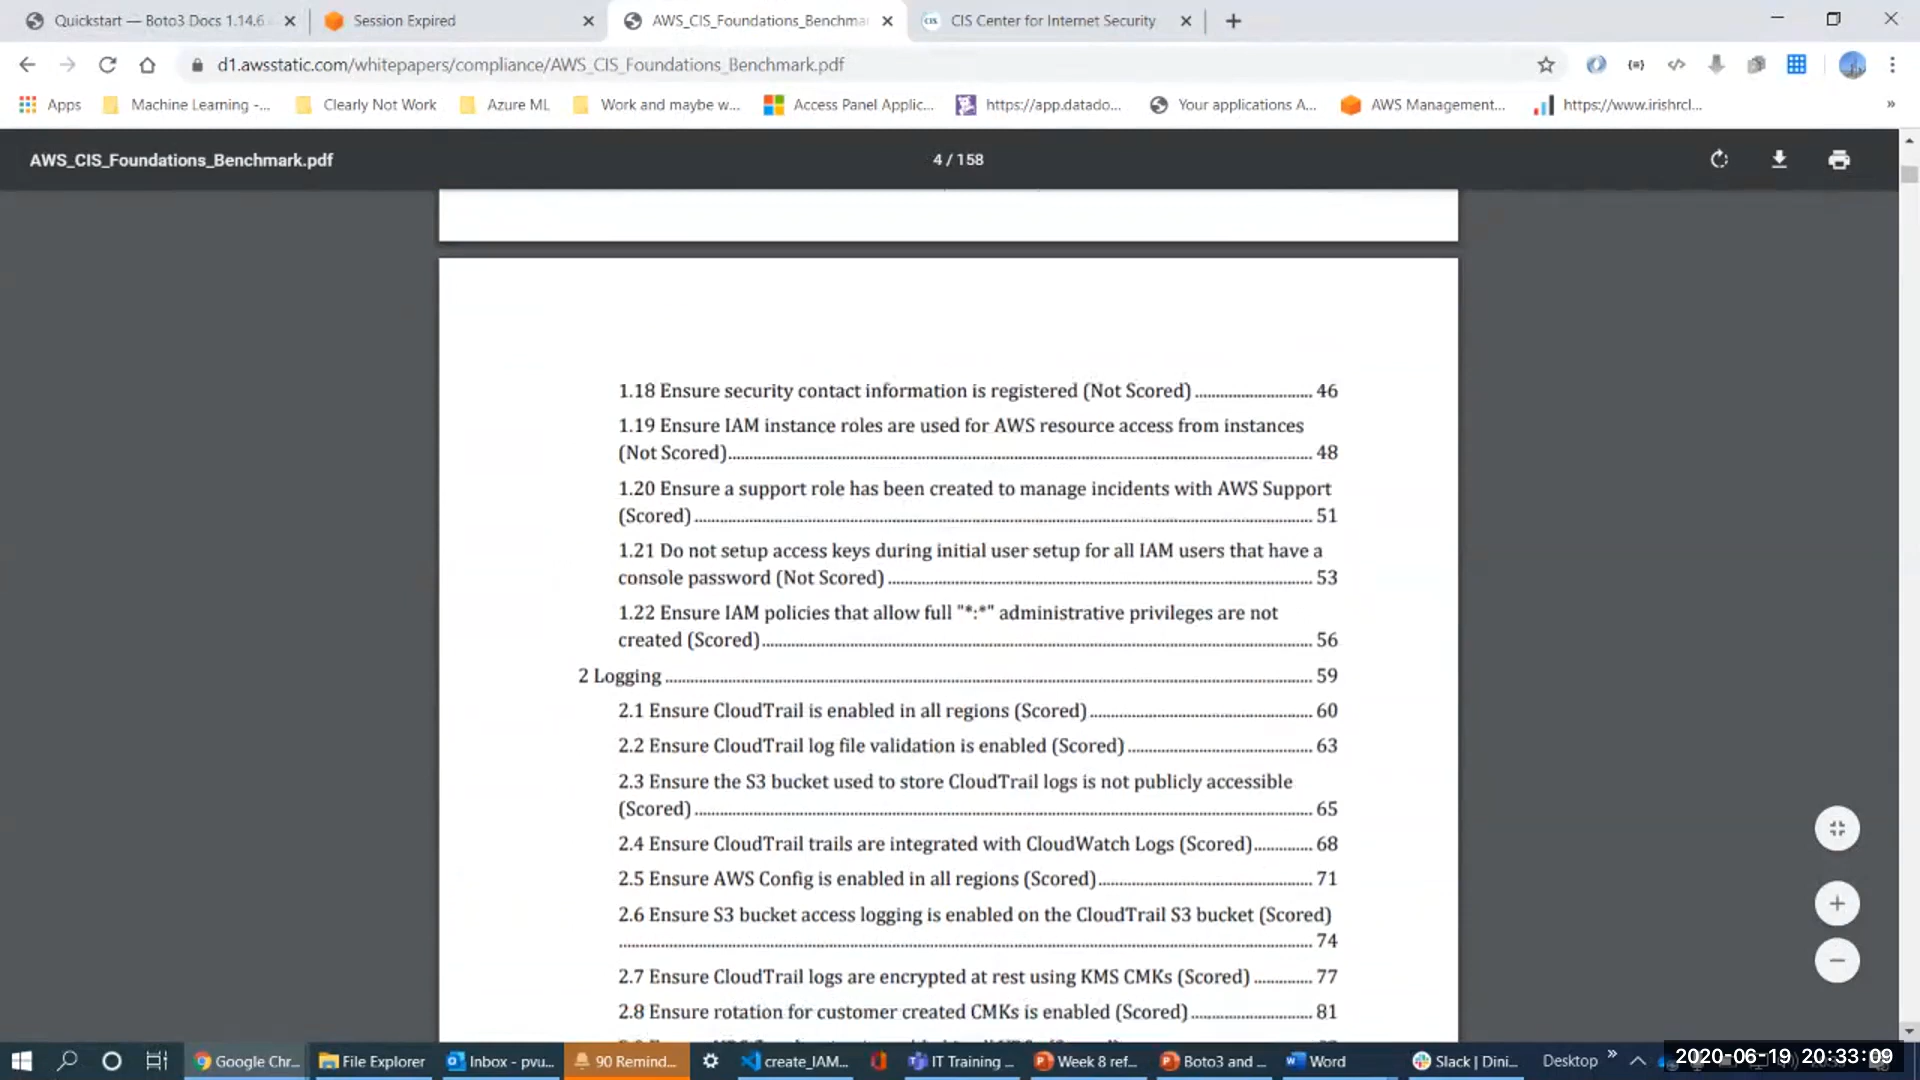 Quickstart — Boto3 Docs 1.14.6
Session Expired
AWS_CIS_Foundations_Benchmar
CIS Center for Internet Security
d1.awsstatic.com/whitepapers/compliance/AWS_CIS_Foundations_Benchmark.pdf
Apps
Machine Learning -...
Clearly Not Work
Azure ML
Work and maybe w...
Access Panel Applic...
https://app.datado...
Your applications A...
AWS Management...
https://www.irishrcl...
»
AWS_CIS_Foundations_Benchmark.pdf
4 / 158
1.18 Ensure security contact information is registered (Not Scored) ............................ 46
1.19 Ensure IAM instance roles are used for AWS resource access from instances
(Not Scored)............................ 48
1.20 Ensure a support role has been created to manage incidents with AWS Support
(Scored) ............................ 51
1.21 Do not setup access keys during initial user setup for all IAM users that have a
console password (Not Scored) ............................ 53
1.22 Ensure IAM policies that allow full "*:*" administrative privileges are not
created (Scored)............................ 56
2 Logging ............................ 59
2.1 Ensure CloudTrail is enabled in all regions (Scored)............................ 60
2.2 Ensure CloudTrail log file validation is enabled (Scored) ............................ 63
2.3 Ensure the S3 bucket used to store CloudTrail logs is not publicly accessible
(Scored) ............................ 65
2.4 Ensure CloudTrail trails are integrated with CloudWatch Logs (Scored).............. 68
2.5 Ensure AWS Config is enabled in all regions (Scored)............................ 71
2.6 Ensure S3 bucket access logging is enabled on the CloudTrail S3 bucket (Scored)
............................ 74
2.7 Ensure CloudTrail logs are encrypted at rest using KMS CMKs (Scored) .............. 77
2.8 Ensure rotation for customer created CMKs is enabled (Scored) ............................ 81
Google Chr...
File Explorer
Inbox - pvu...
90 Remind...
create_IAM...
IT Training ...
Week 8 ref...
Boto3 and ...
Word
Slack | Dini...
Desktop
»
2020-06-19 20:33:09